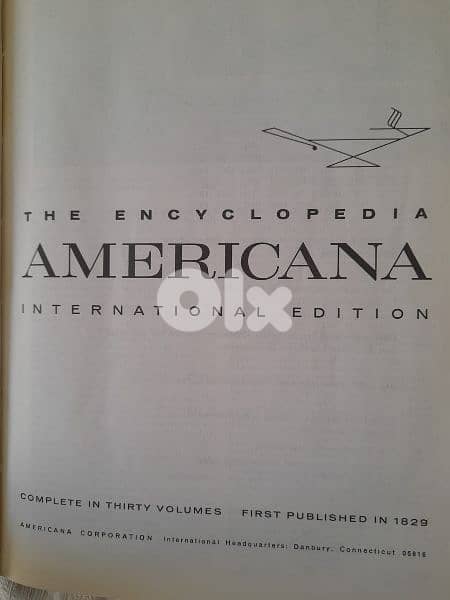 THE ENCYCLOPEDIA
AMERICANA
olx
INTERNATIONAL EDITION
COMPLETE IN THIRTY VOLUMES FIRST PUBLISHED IN 1829
AMERICANA CORPORATION International Headquarters: Danbury, Connecticut 06816